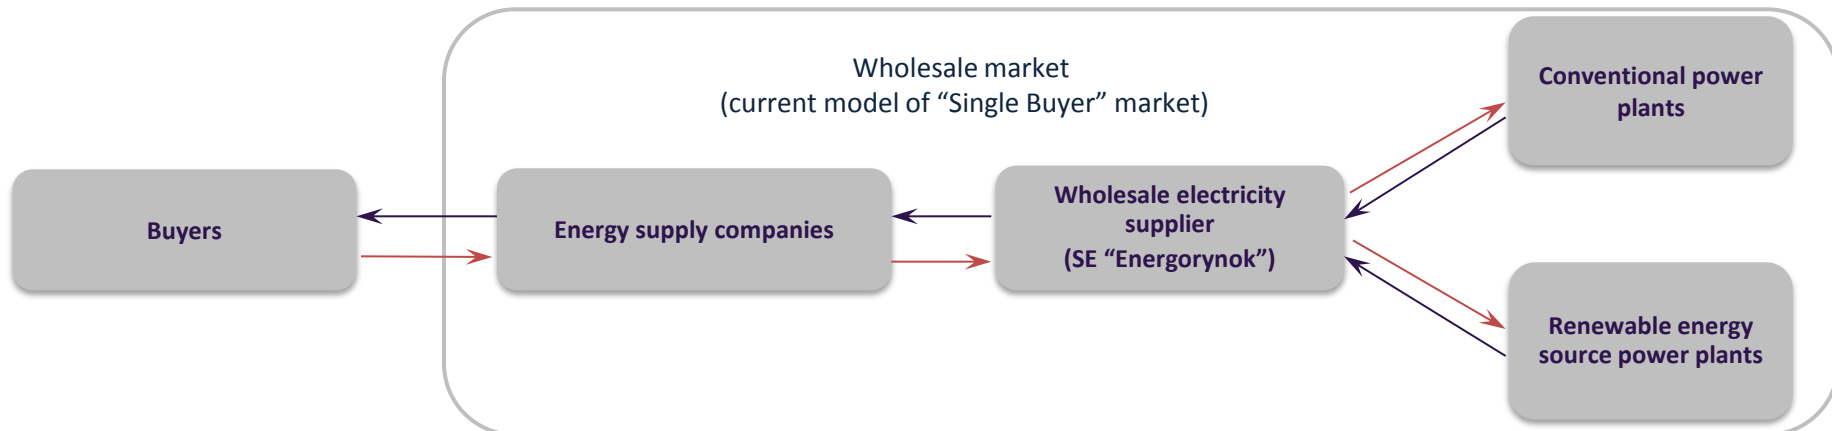 Wholesale market
(current model of “Single Buyer” market)
Conventional power
plants
Buyers
Energy supply companies
Wholesale electricity
supplier
(SE “Energorynok”)
Renewable energy
source power plants